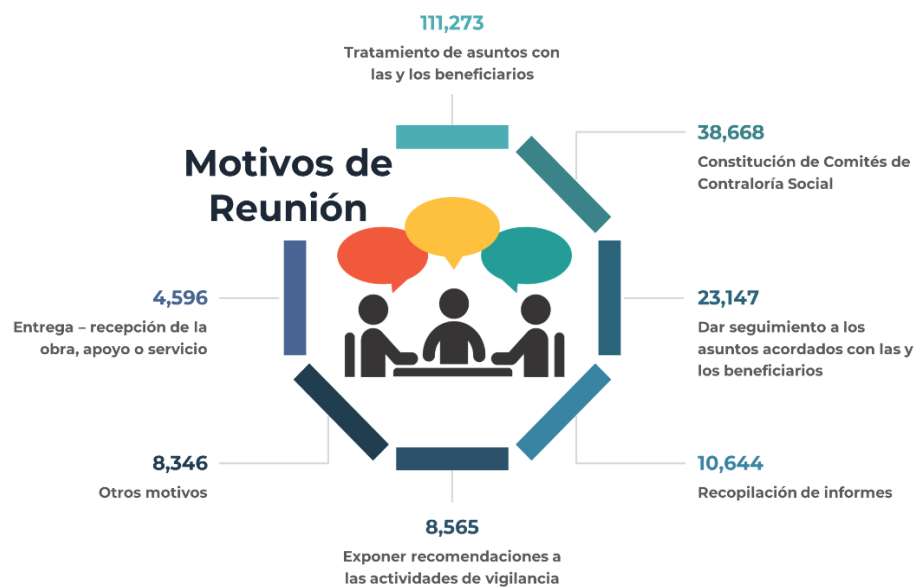 111,273
Tratamiento de asuntos con
las y los beneficiarios
Motivos de
Reunión
38,668
Constitución de Comités de
Contraloría Social
23,147
Dar seguimiento a los
asuntos acordados con las y
los beneficiarios
10,644
Recopilación de informes
8,565
Exponer recomendaciones a
las actividades de vigilancia
8,346
Otros motivos
4,596
Entrega – recepción de la
obra, apoyo o servicio